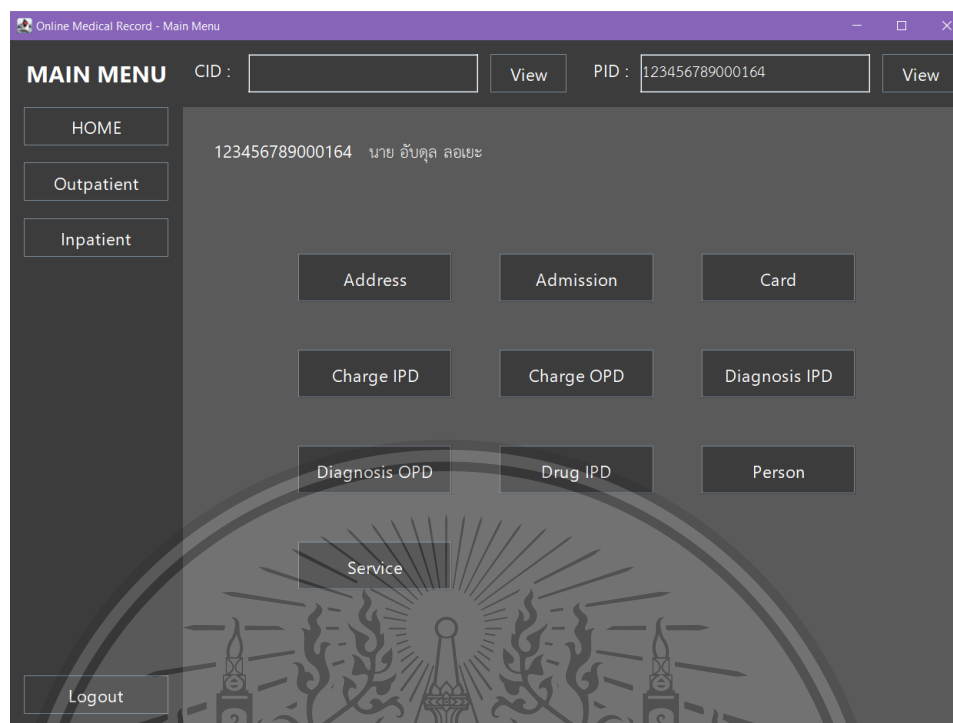 Online Medical Record - Main Menu
MAIN MENU CID : View PID : 123456789000164 View
HOME
123456789000164 นาย อับดุล ลอเยะ
Outpatient
Inpatient
Address Admission Card
Charge IPD Charge OPD Diagnosis IPD
Diagnosis OPD Drug IPD Person
Service
Logout